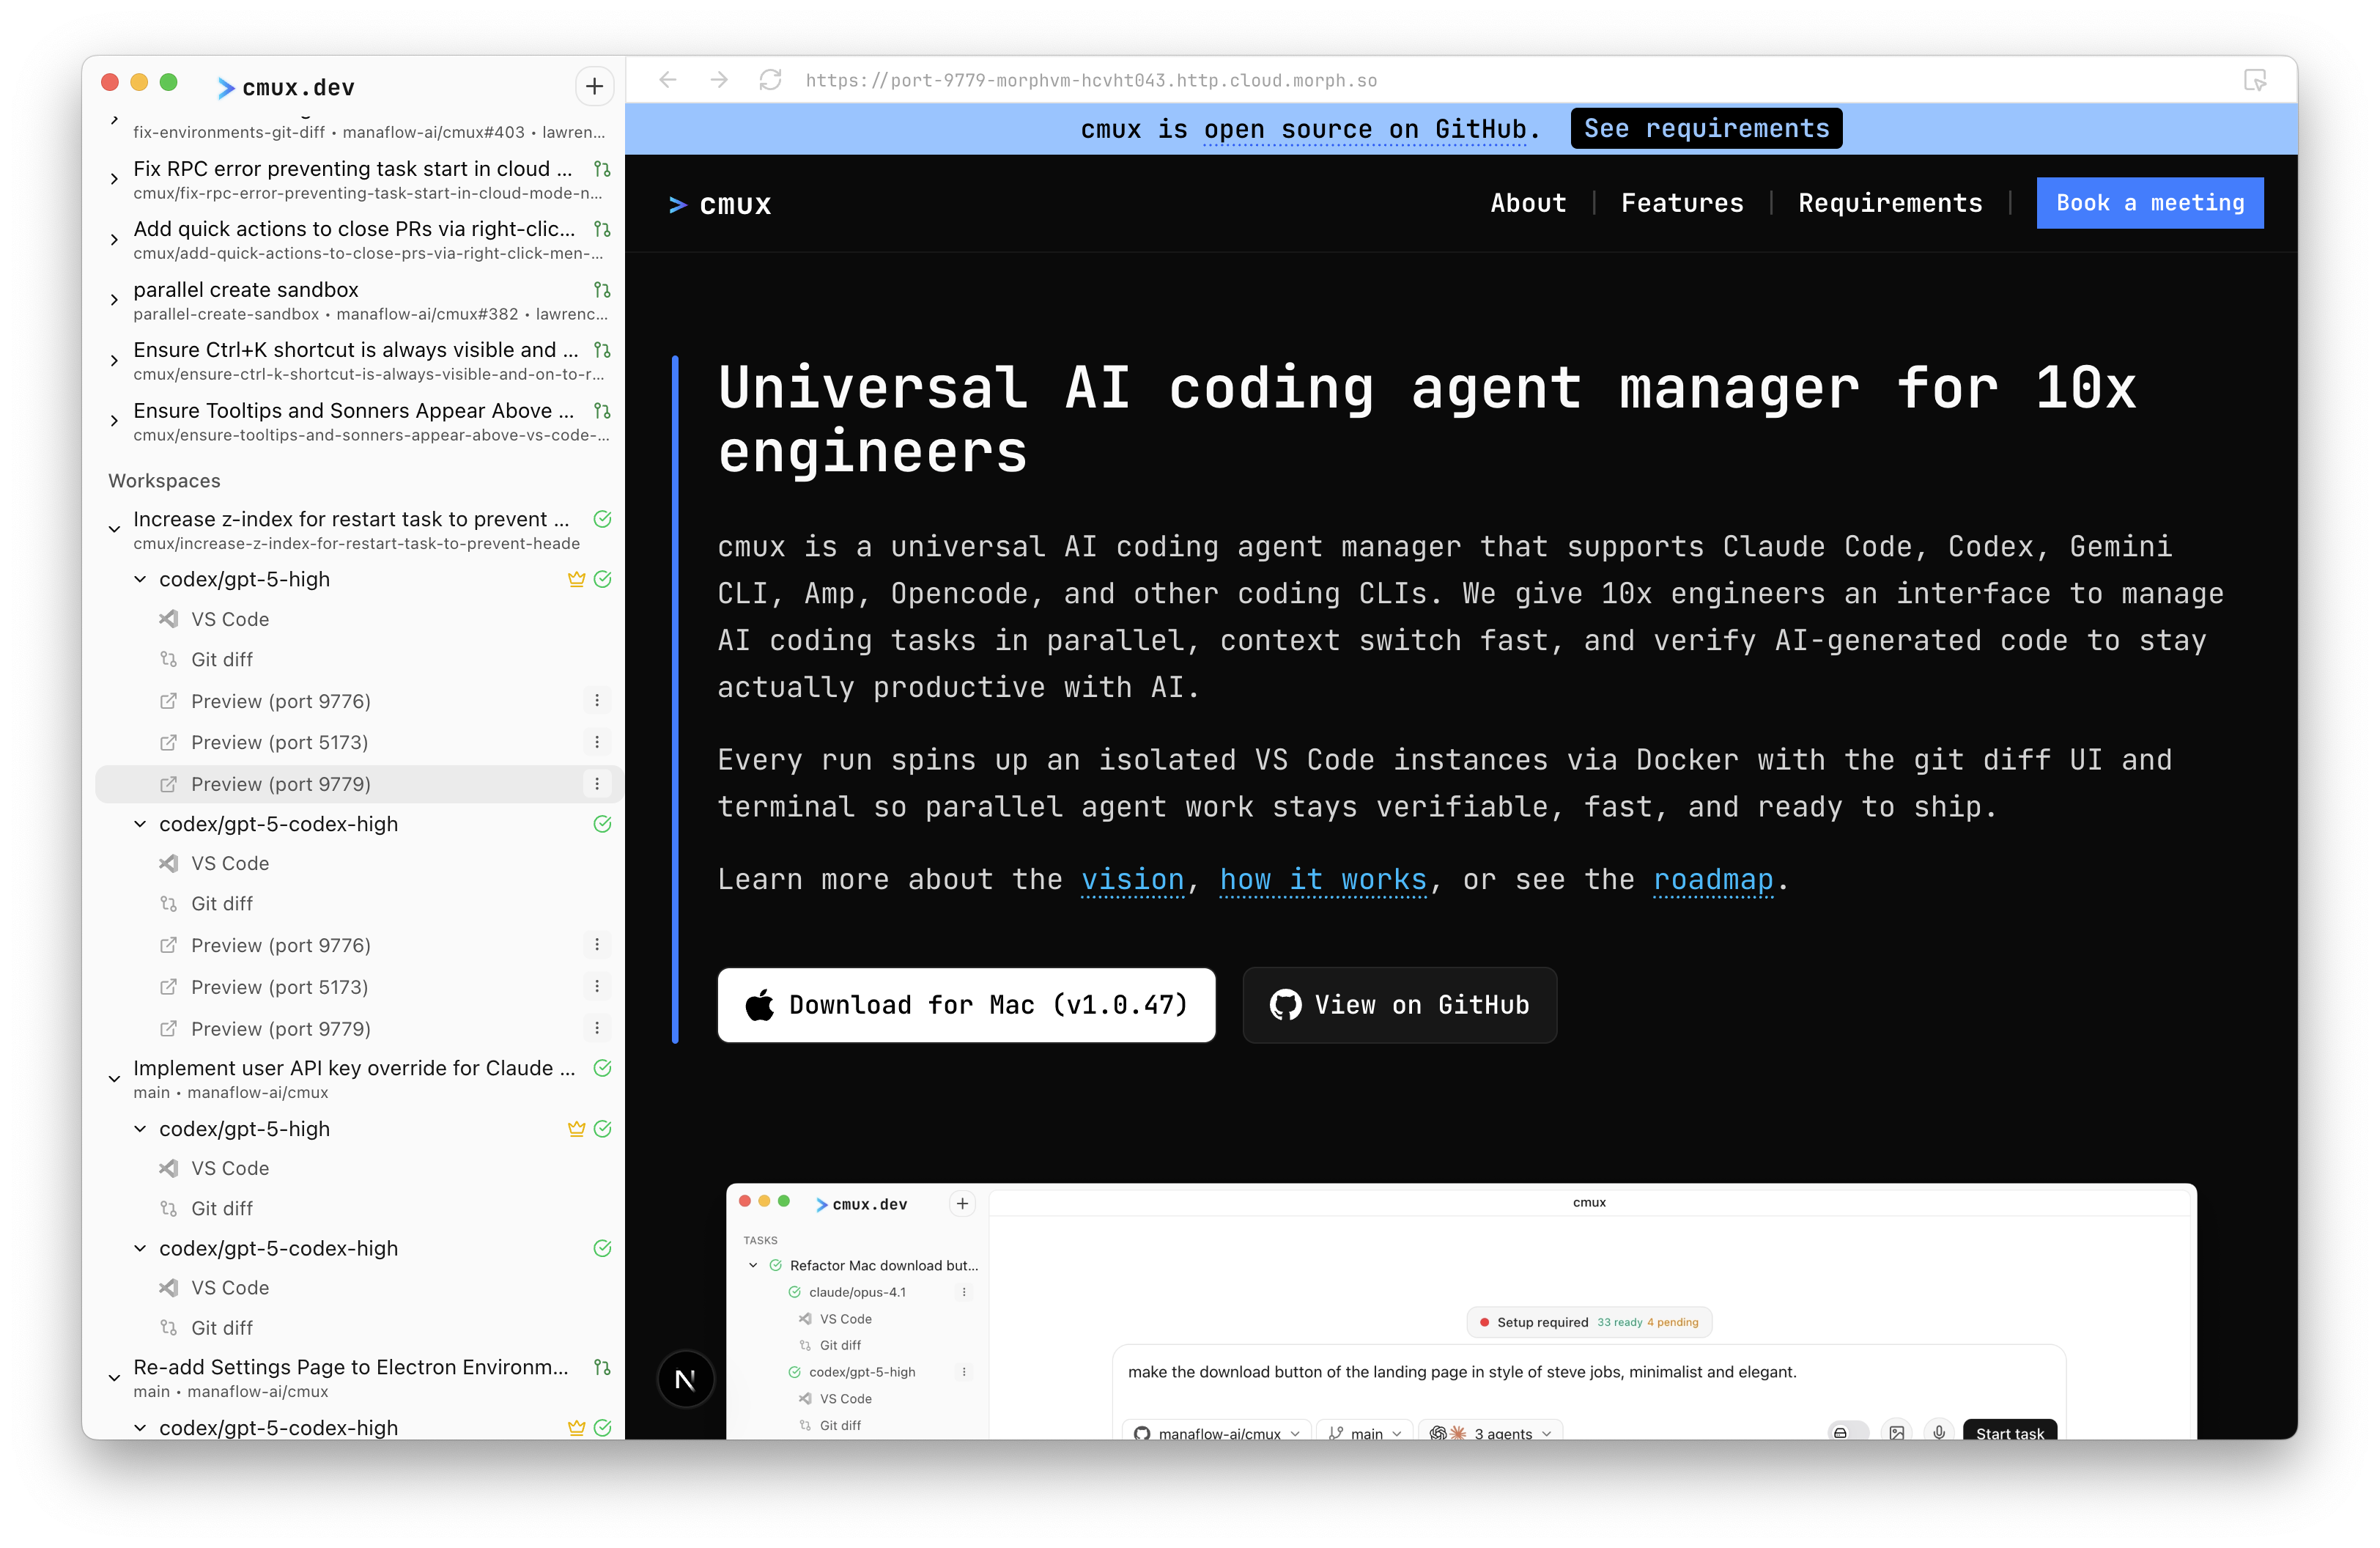 cmux.dev
fix-environments-git-diff • manaflow-ai/cmux#403 • lawren...
Fix RPC error preventing task start in cloud ...
cmux/fix-rpc-error-preventing-task-start-in-cloud-mode-n...
Add quick actions to close PRs via right-clic...
cmux/add-quick-actions-to-close-prs-via-right-click-men-...
parallel create sandbox
parallel-create-sandbox • manaflow-ai/cmux#382 • lawrenc...
Ensure Ctrl+K shortcut is always visible and ...
cmux/ensure-ctrl-k-shortcut-is-always-visible-and-on-to-r...
Ensure Tooltips and Sonners Appear Above ...
cmux/ensure-tooltips-and-sonners-appear-above-vs-code-...
Workspaces
Increase z-index for restart task to prevent ...
cmux/increase-z-index-for-restart-task-to-prevent-heade
codex/gpt-5-high
VS Code
Git diff
Preview (port 9776)
Preview (port 5173)
Preview (port 9779)
codex/gpt-5-codex-high
VS Code
Git diff
Preview (port 9776)
Preview (port 5173)
Preview (port 9779)
Implement user API key override for Claude ...
main • manaflow-ai/cmux
codex/gpt-5-high
VS Code
Git diff
codex/gpt-5-codex-high
VS Code
Git diff
Re-add Settings Page to Electron Environm...
main • manaflow-ai/cmux
codex/gpt-5-codex-high
https://port-9779-morphvm-hcvht043.http.cloud.morph.so
cmux is open source on GitHub. See requirements
cmux
About | Features | Requirements | Book a meeting
Universal AI coding agent manager for 10x
engineers
cmux is a universal AI coding agent manager that supports Claude Code, Codex, Gemini
CLI, Amp, Opencode, and other coding CLIs. We give 10x engineers an interface to manage
AI coding tasks in parallel, context switch fast, and verify AI-generated code to stay
actually productive with AI.
Every run spins up an isolated VS Code instances via Docker with the git diff UI and
terminal so parallel agent work stays verifiable, fast, and ready to ship.
Learn more about the vision, how it works, or see the roadmap.
Download for Mac (v1.0.47)
View on GitHub
cmux.dev
TASKS
Refactor Mac download but...
claude/opus-4.1
VS Code
Git diff
codex/gpt-5-high
VS Code
Git diff
cmux
Setup required 33 ready 4 pending
make the download button of the landing page in style of steve jobs, minimalist and elegant.
manaflow-ai/cmux
main
3 agents
Start task
N